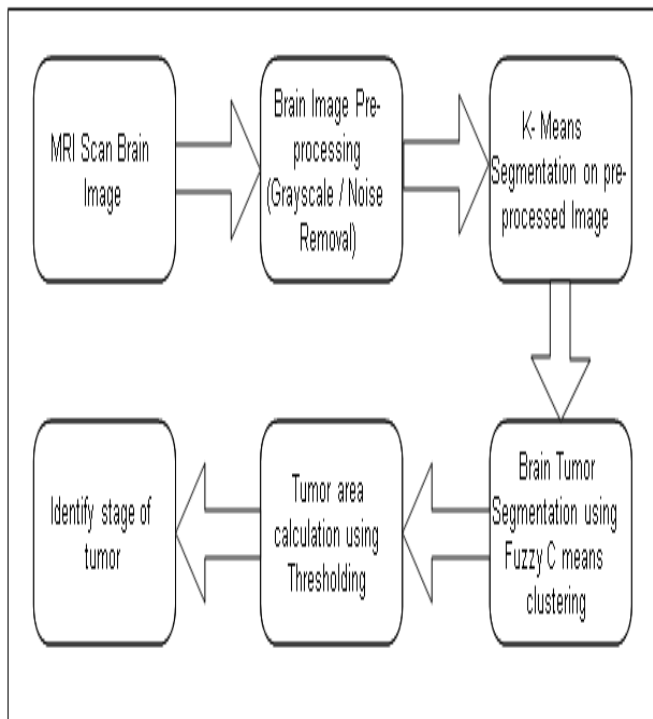 MRI Scan Brain
Image
Brain Image Pre-
processing
(Grayscale / Noise
Removal)
K- Means
Segmentation on pre-
processed Image
Brain Tumor
Segmentation using
Fuzzy C means
clustering
Tumor area
calculation using
Thresholding
Identify stage of
tumor